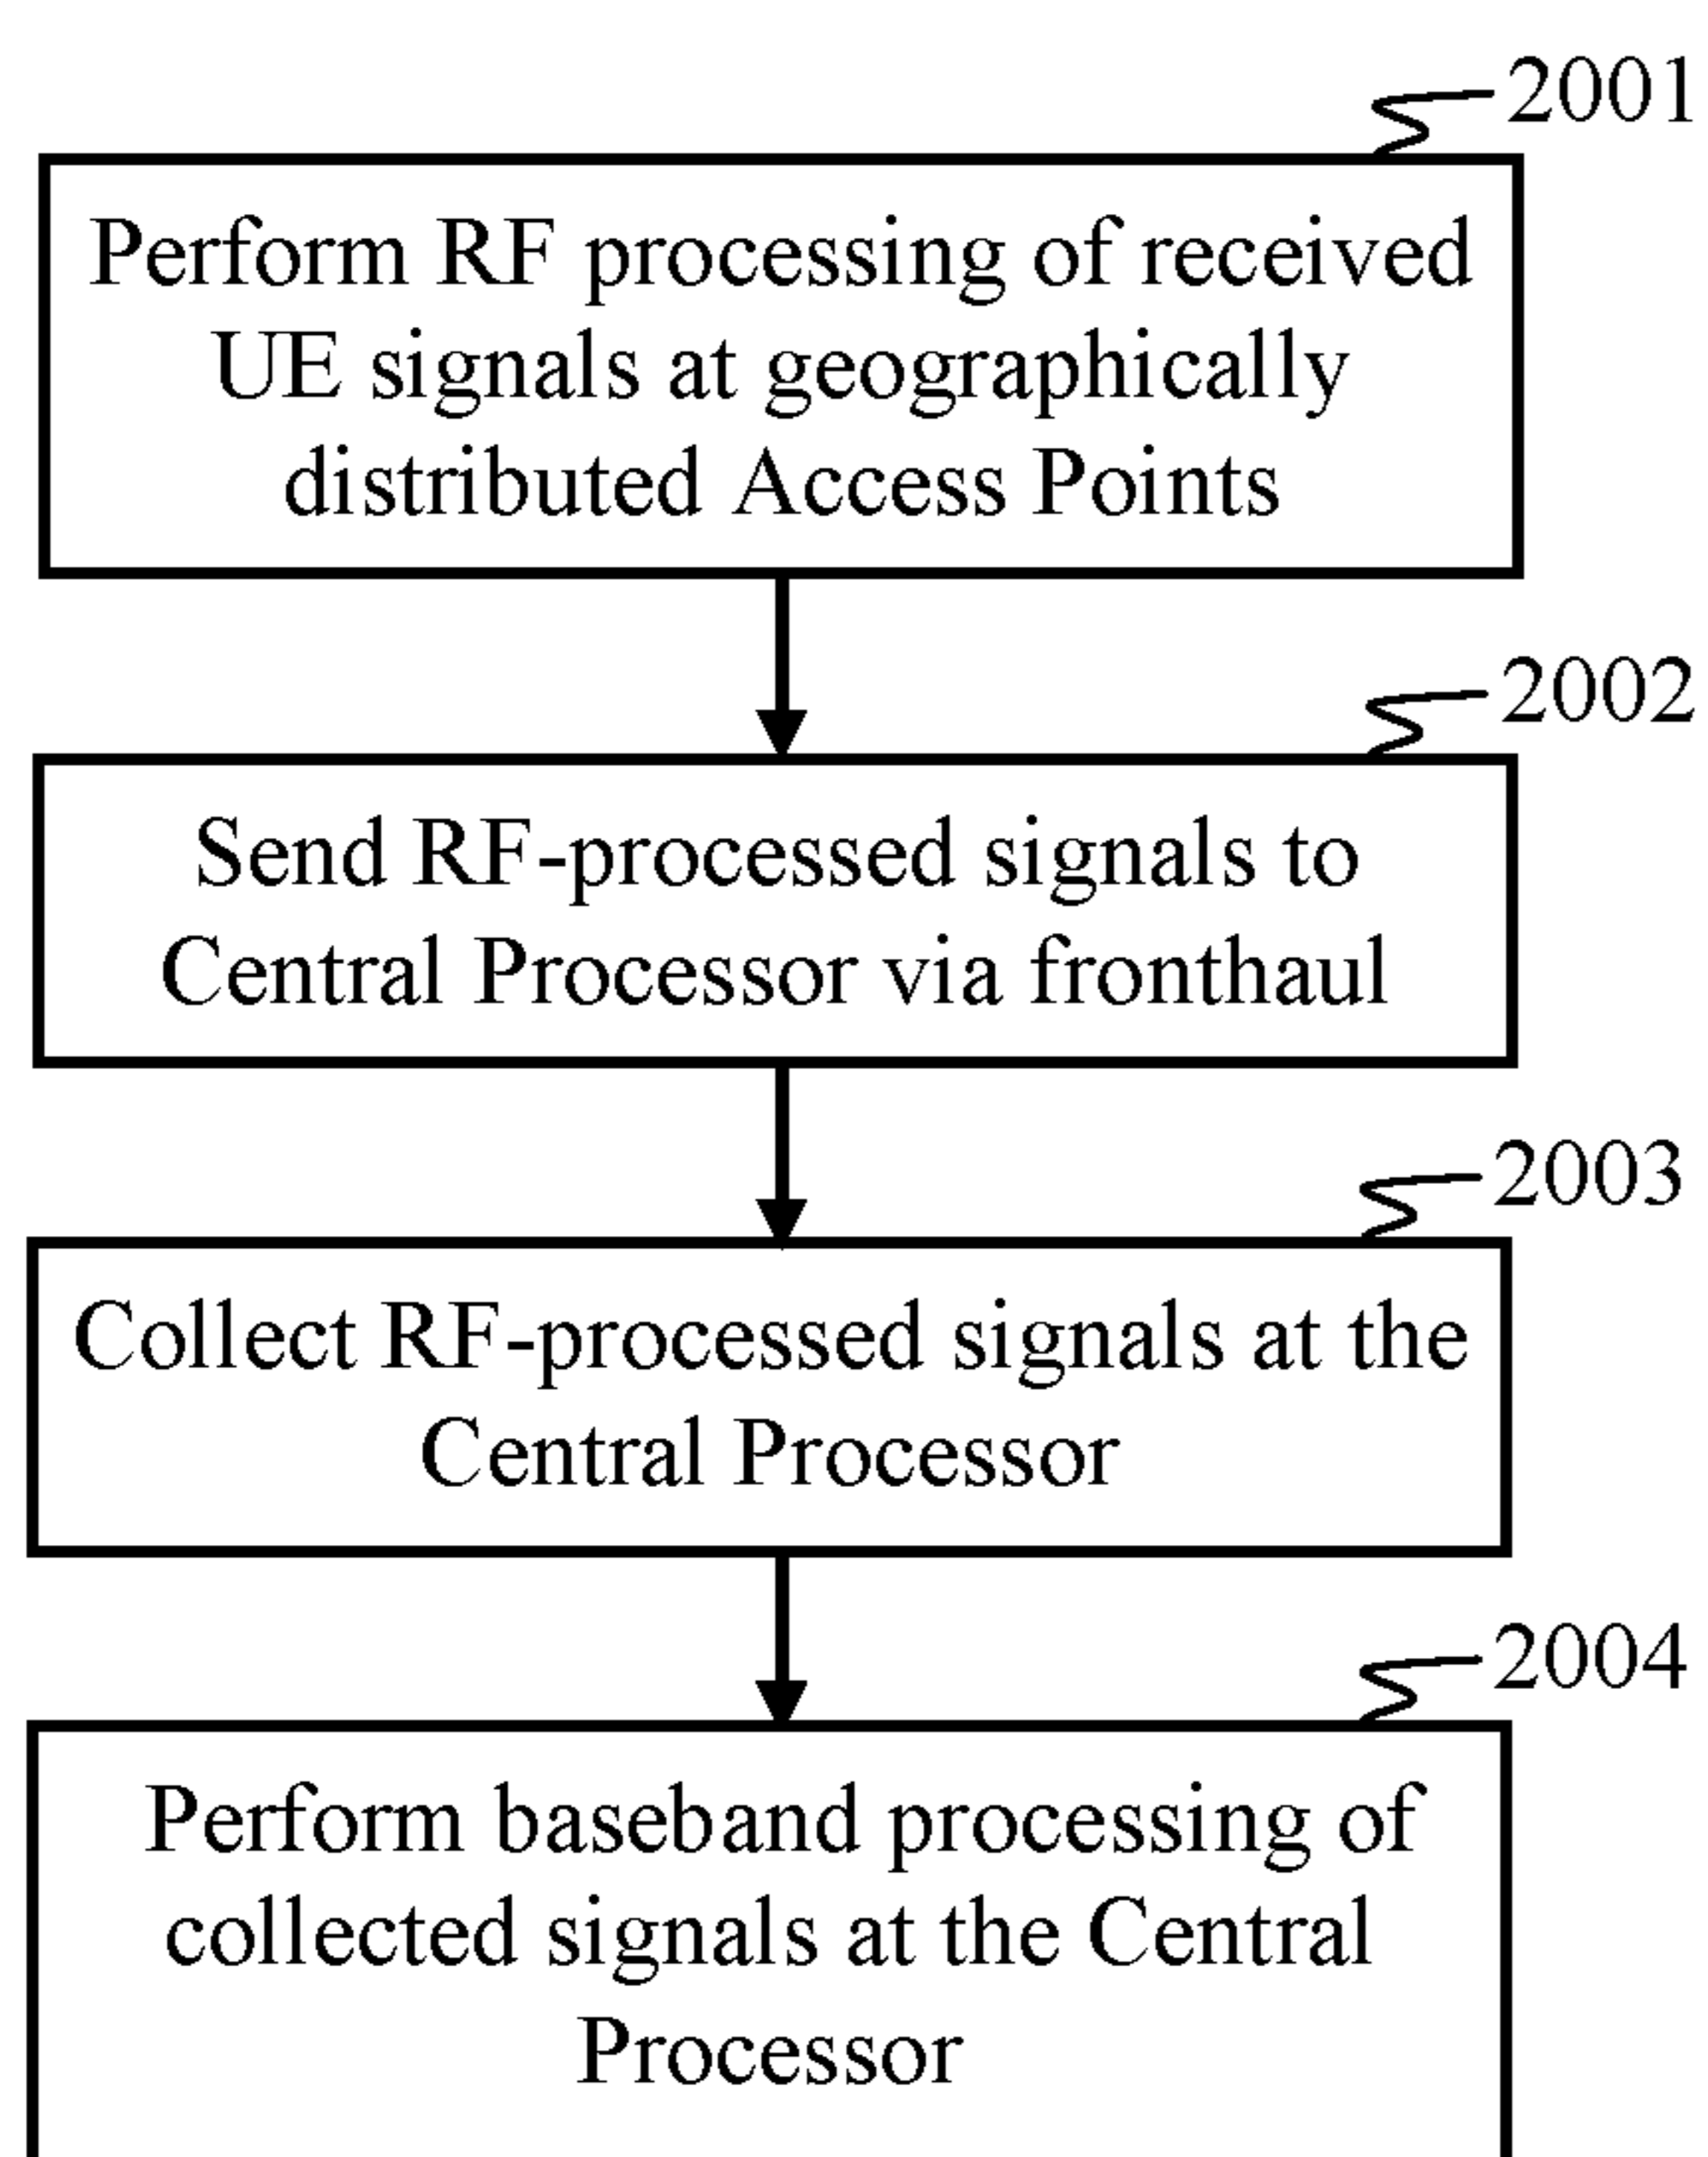 2001
Perform RF processing of received
UE signals at geographically
distributed Access Points
2002
Send RF-processed signals to
Central Processor via fronthaul
2003
Collect RF-processed signals at the
Central Processor
2004
Perform baseband processing of
collected signals at the Central
Processor